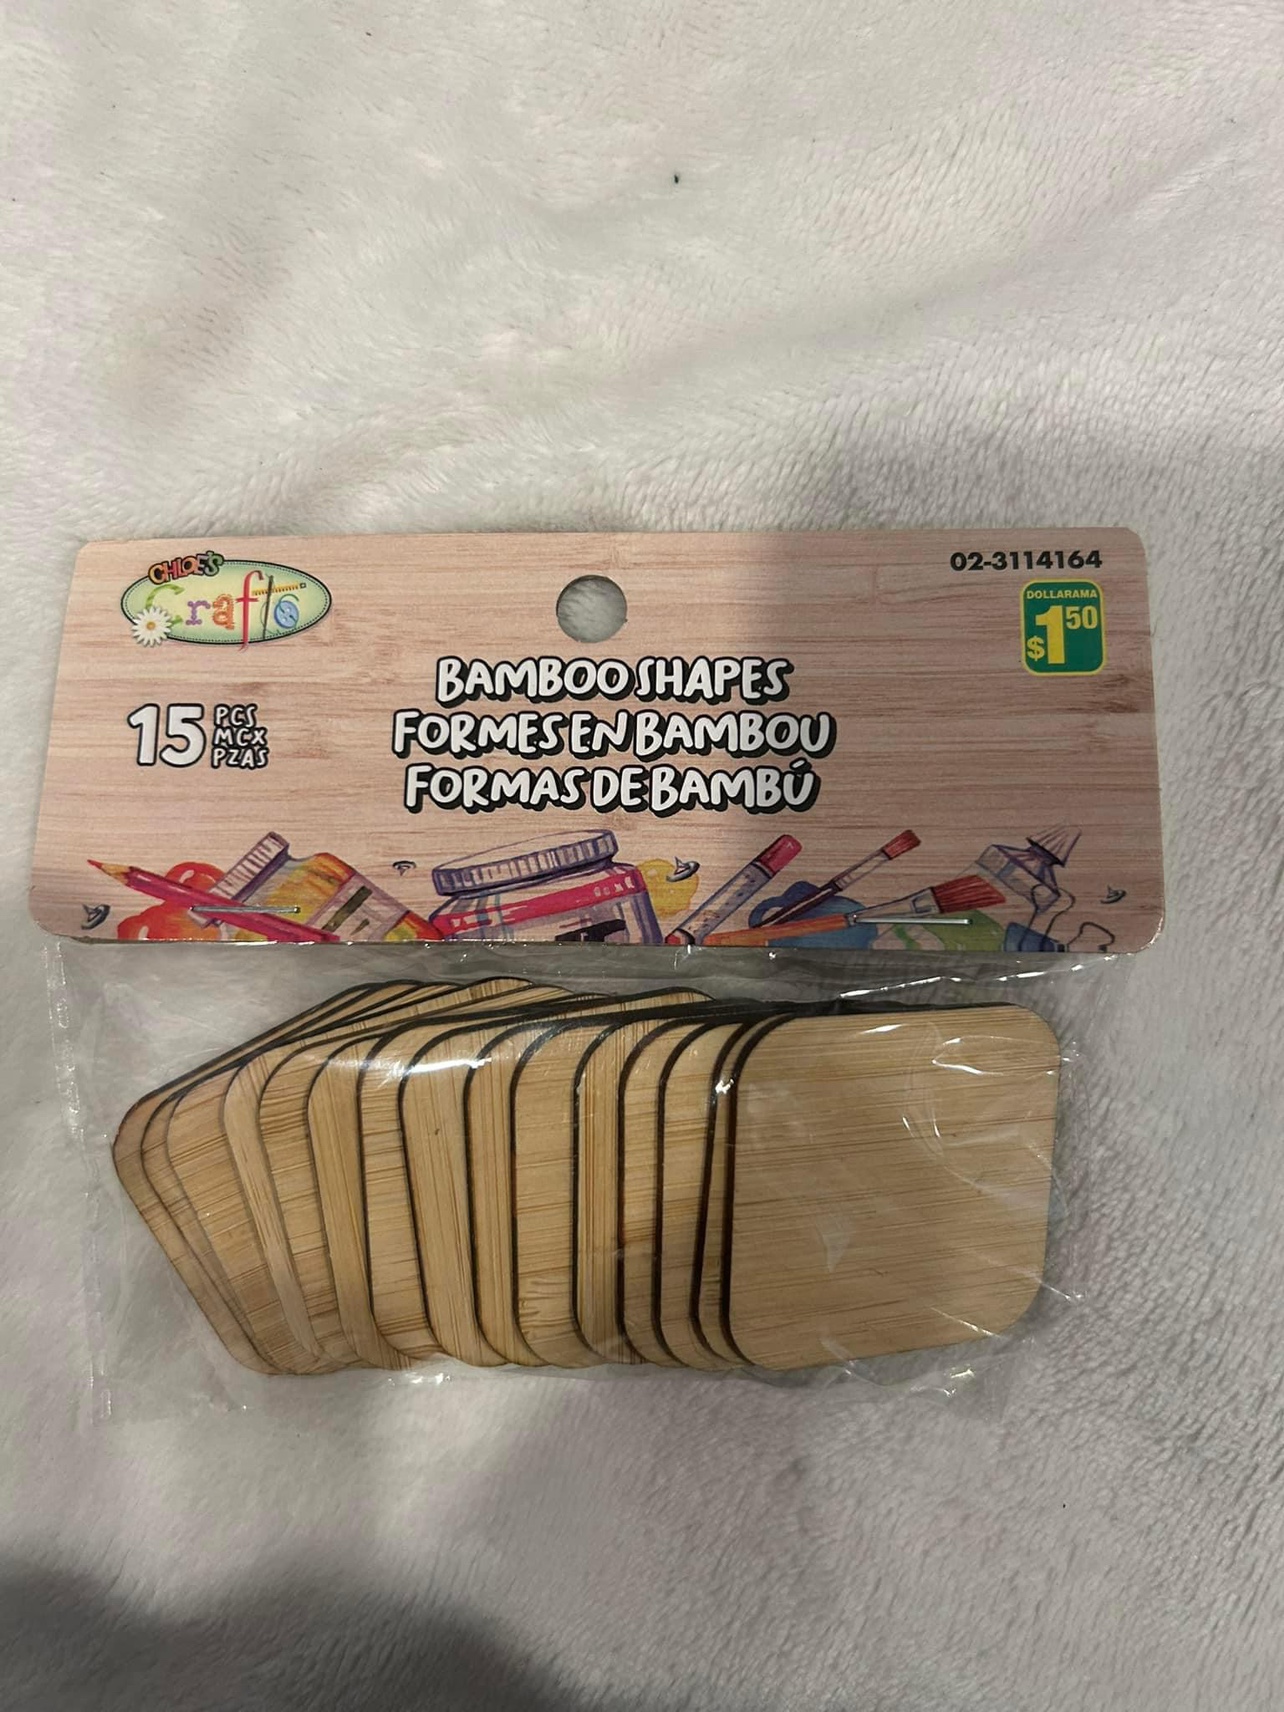 CHLOE'S
Crafts
02-3114164
DOLLARAMA
$1.50
15 PCS
MCX
PZAS
BAMBOO SHAPES
FORMES EN BAMBOU
FORMAS DE BAMBÚ